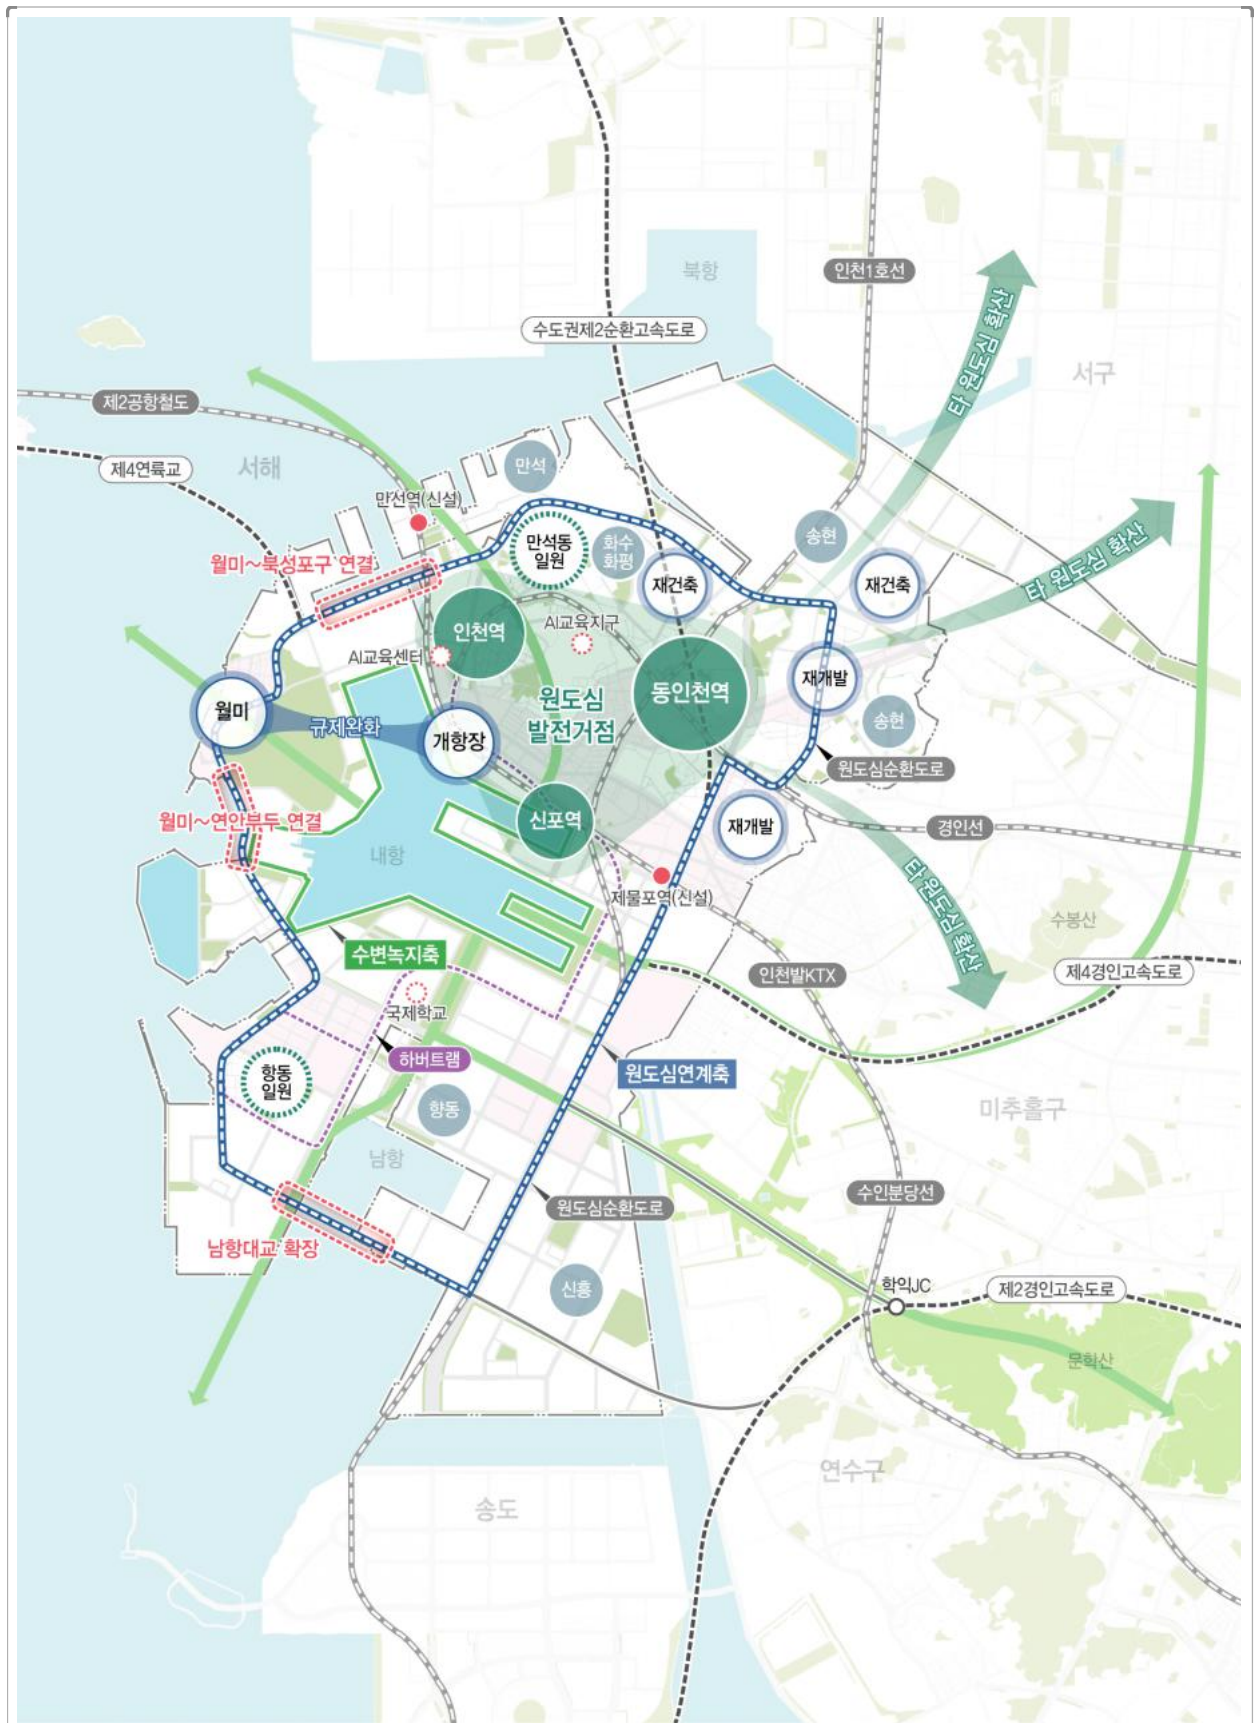 북항
인천1호선
수도권제2순환고속도로
타 원도심 확산
서구
제2공항철도
서해
제4연륙교
만석
만선역(신설)
만석동
일원
화수
화평
송현
타 원도심 확산
월미~북성포구 연결
재건축
재건축
인천역
AI교육지구
AI교육센터
원도심
발전거점
동인천역
재개발
송현
월미
규제완화
개항장
원도심순환도로
신포역
재개발
경인선
월미~연안부두 연결
내항
제물포역(신설)
타 원도심 확산
수봉산
수변녹지축
인천발KTX
제4경인고속도로
국제학교
하버트램
원도심연계축
항동
일원
항동
미추홀구
남항
수인분당선
원도심순환도로
남항대교 확장
신흥
학익JC
제2경인고속도로
문학산
연수구
송도